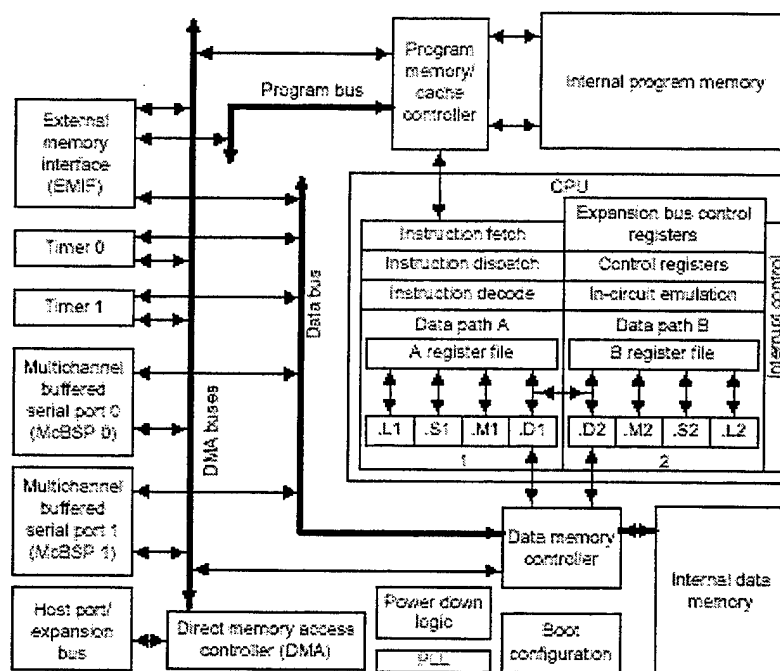 Program
memory/
cache
controller
Internal program memory
Program bus
External
memory
interface
(EMIF)
Timer 0
Timer 1
Multichannel
buffered
serial port 0
(McBSP 0)
Multichannel
buffered
serial port 1
(McBSP 1)
Host port/
expansion
bus
Data bus
DMA buses
CPU
Instruction fetch
Instruction dispatch
Instruction decode
Expansion bus control
registers
Control registers
In-circuit emulation
Interrupt control
Data path A
A register file
Data path B
B register file
.L1 .S1 .M1 .D1
.D2 .M2 .S2 .L2
1
2
Data memory
controller
Internal data
memory
Direct memory access
controller (DMA)
Power down
logic
PLL
Boot
configuration